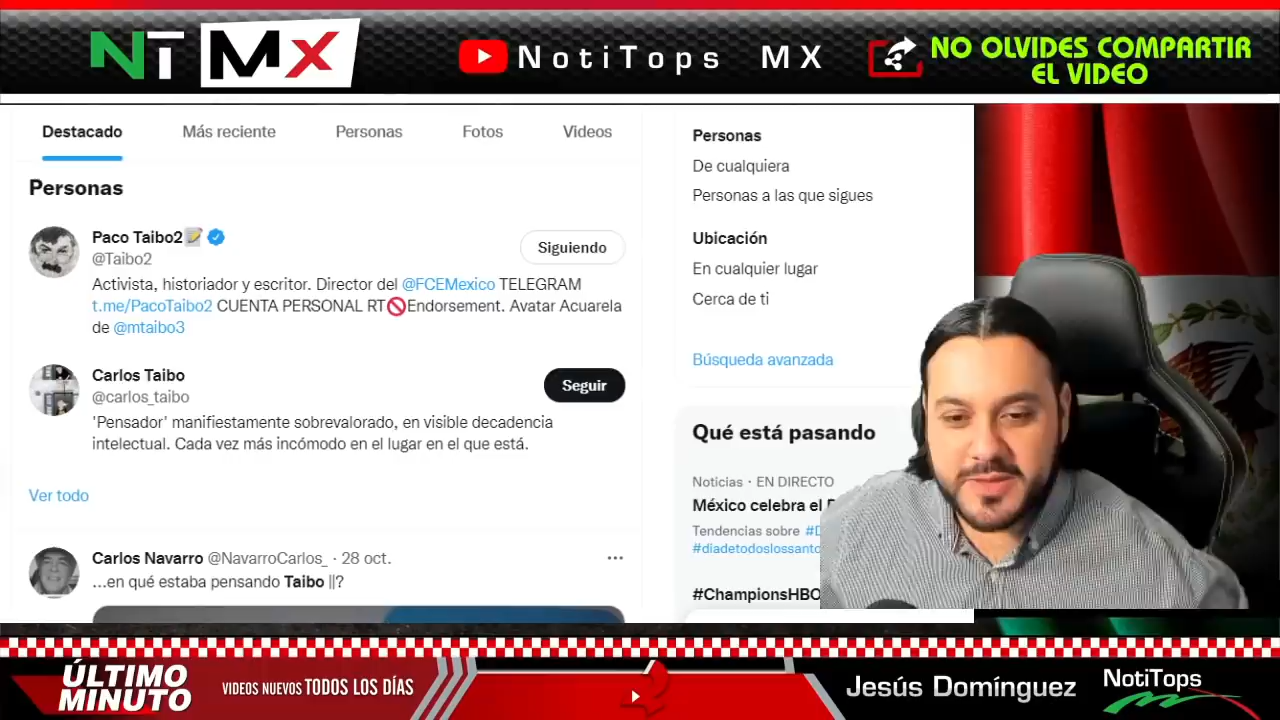 NT MX
NotiTops MX
NO OLVIDES COMPARTIR
EL VIDEO
Destacado
Más reciente
Personas
Fotos
Videos
Personas
Paco Taibo2
@Taibo2
Siguiendo
Activista, historiador y escritor. Director del @FCEMexico TELEGRAM
t.me/PacoTaibo2 CUENTA PERSONAL RT🚫Endorsement. Avatar Acuarela
de @mtaibo3
Carlos Taibo
@carlos_taibo
Seguir
'Pensador' manifiestamente sobrevalorado, en visible decadencia
intelectual. Cada vez más incómodo en el lugar en el que está.
Ver todo
Carlos Navarro @NavarroCarlos_ · 28 oct.
...en qué estaba pensando Taibo ||?
Personas
De cualquiera
Personas a las que sigues
Ubicación
En cualquier lugar
Cerca de ti
Búsqueda avanzada
Qué está pasando
Noticias · EN DIRECTO
México celebra el
Tendencias sobre
#diadetodoslossanto
#ChampionsHBO
ÚLTIMO
MINUTO
VIDEOS NUEVOS TODOS LOS DÍAS
Jesús Domínguez
NotiTops